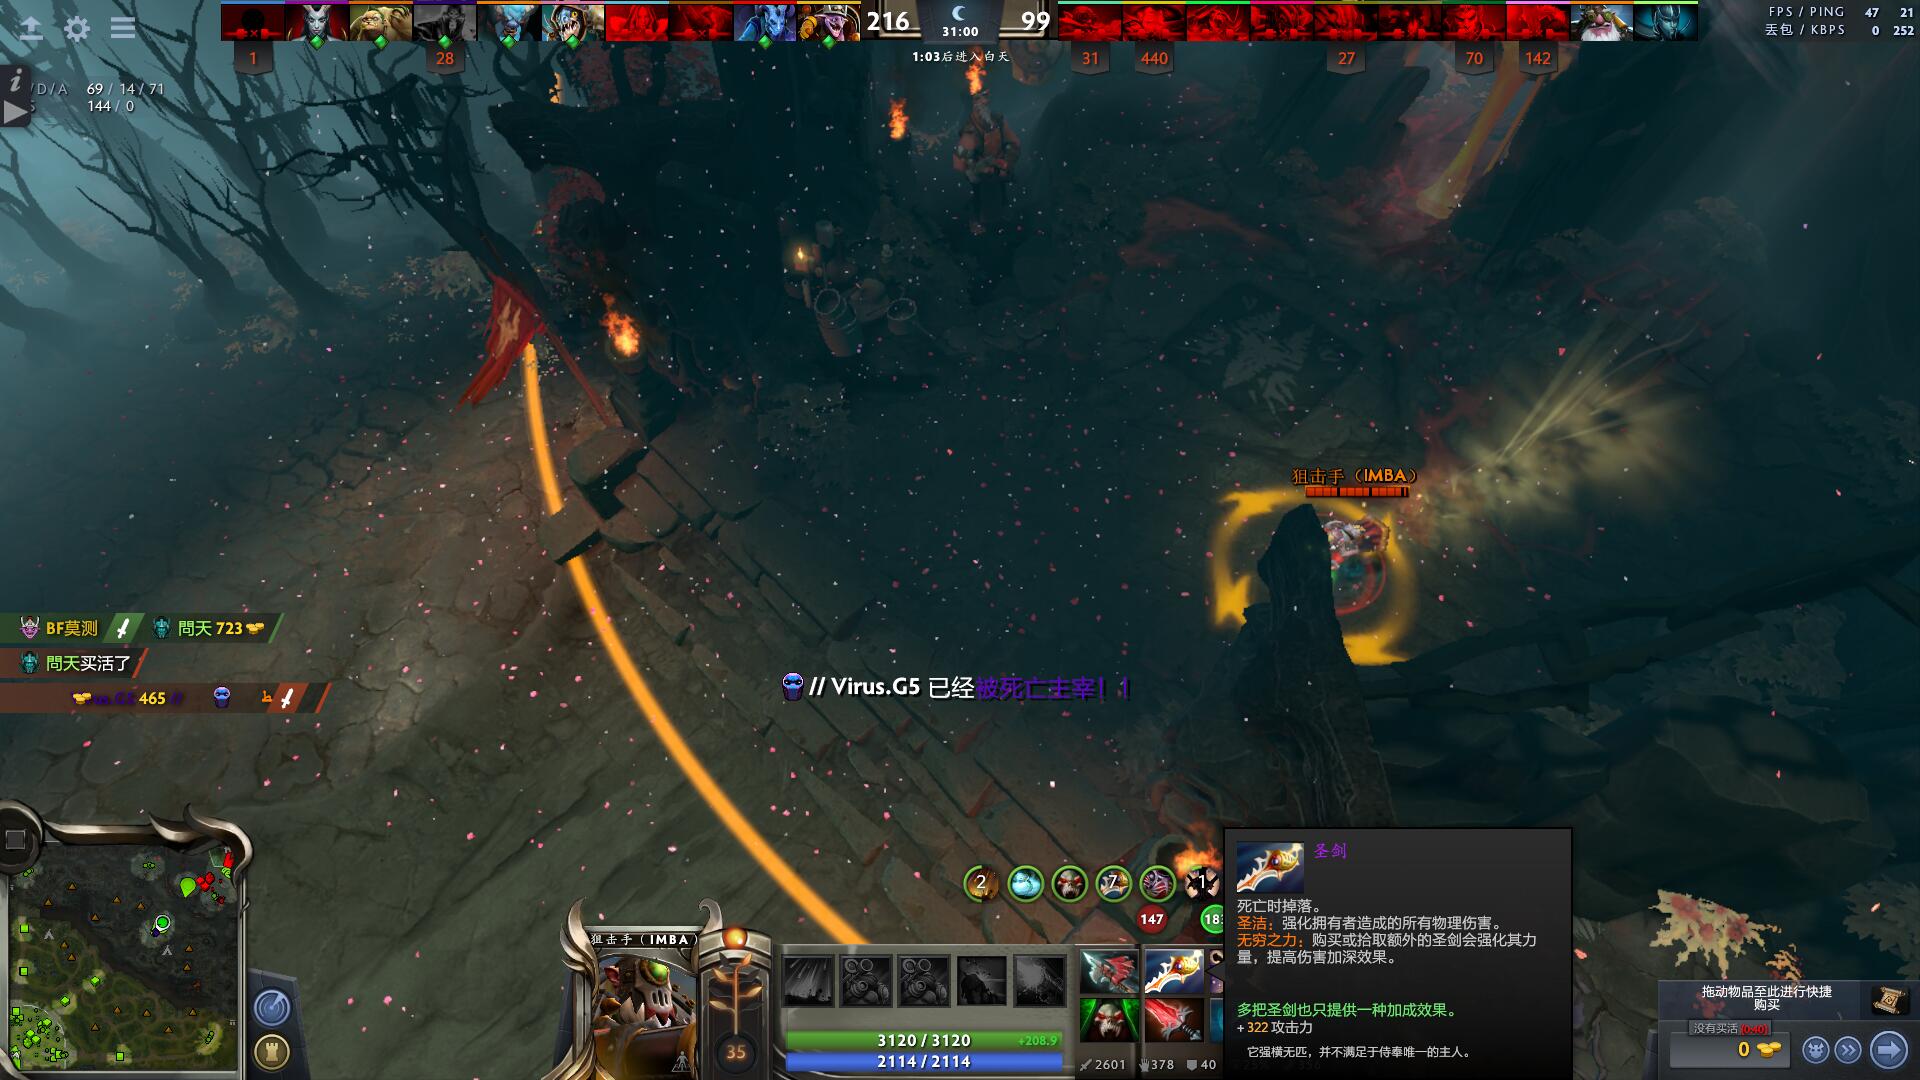 216
31:00
99
1:03后进入白天
FPS / PING 47 21
丢包 / KBPS 0 252
1
28
31
440
27
70
142
/D/A 69 / 14 / 71
144 / 0
狙击手（IMBA）
BF莫测 問天 723
問天买活了
465 //
// Virus.G5 已经被死亡主宰！！
2
7
1
147
圣剑
死亡时掉落。
圣洁：强化拥有者造成的所有物理伤害。
无穷之力：购买或拾取额外的圣剑会强化其力
量，提高伤害加深效果。
多把圣剑也只提供一种加成效果。
+ 322 攻击力
它强横无匹，并不满足于侍奉唯一的主人。
狙击手（IMBA）
35
3120 / 3120 +208.9
2114 / 2114
2601 378 40
拖动物品至此进行快捷
购买
没有买活
0